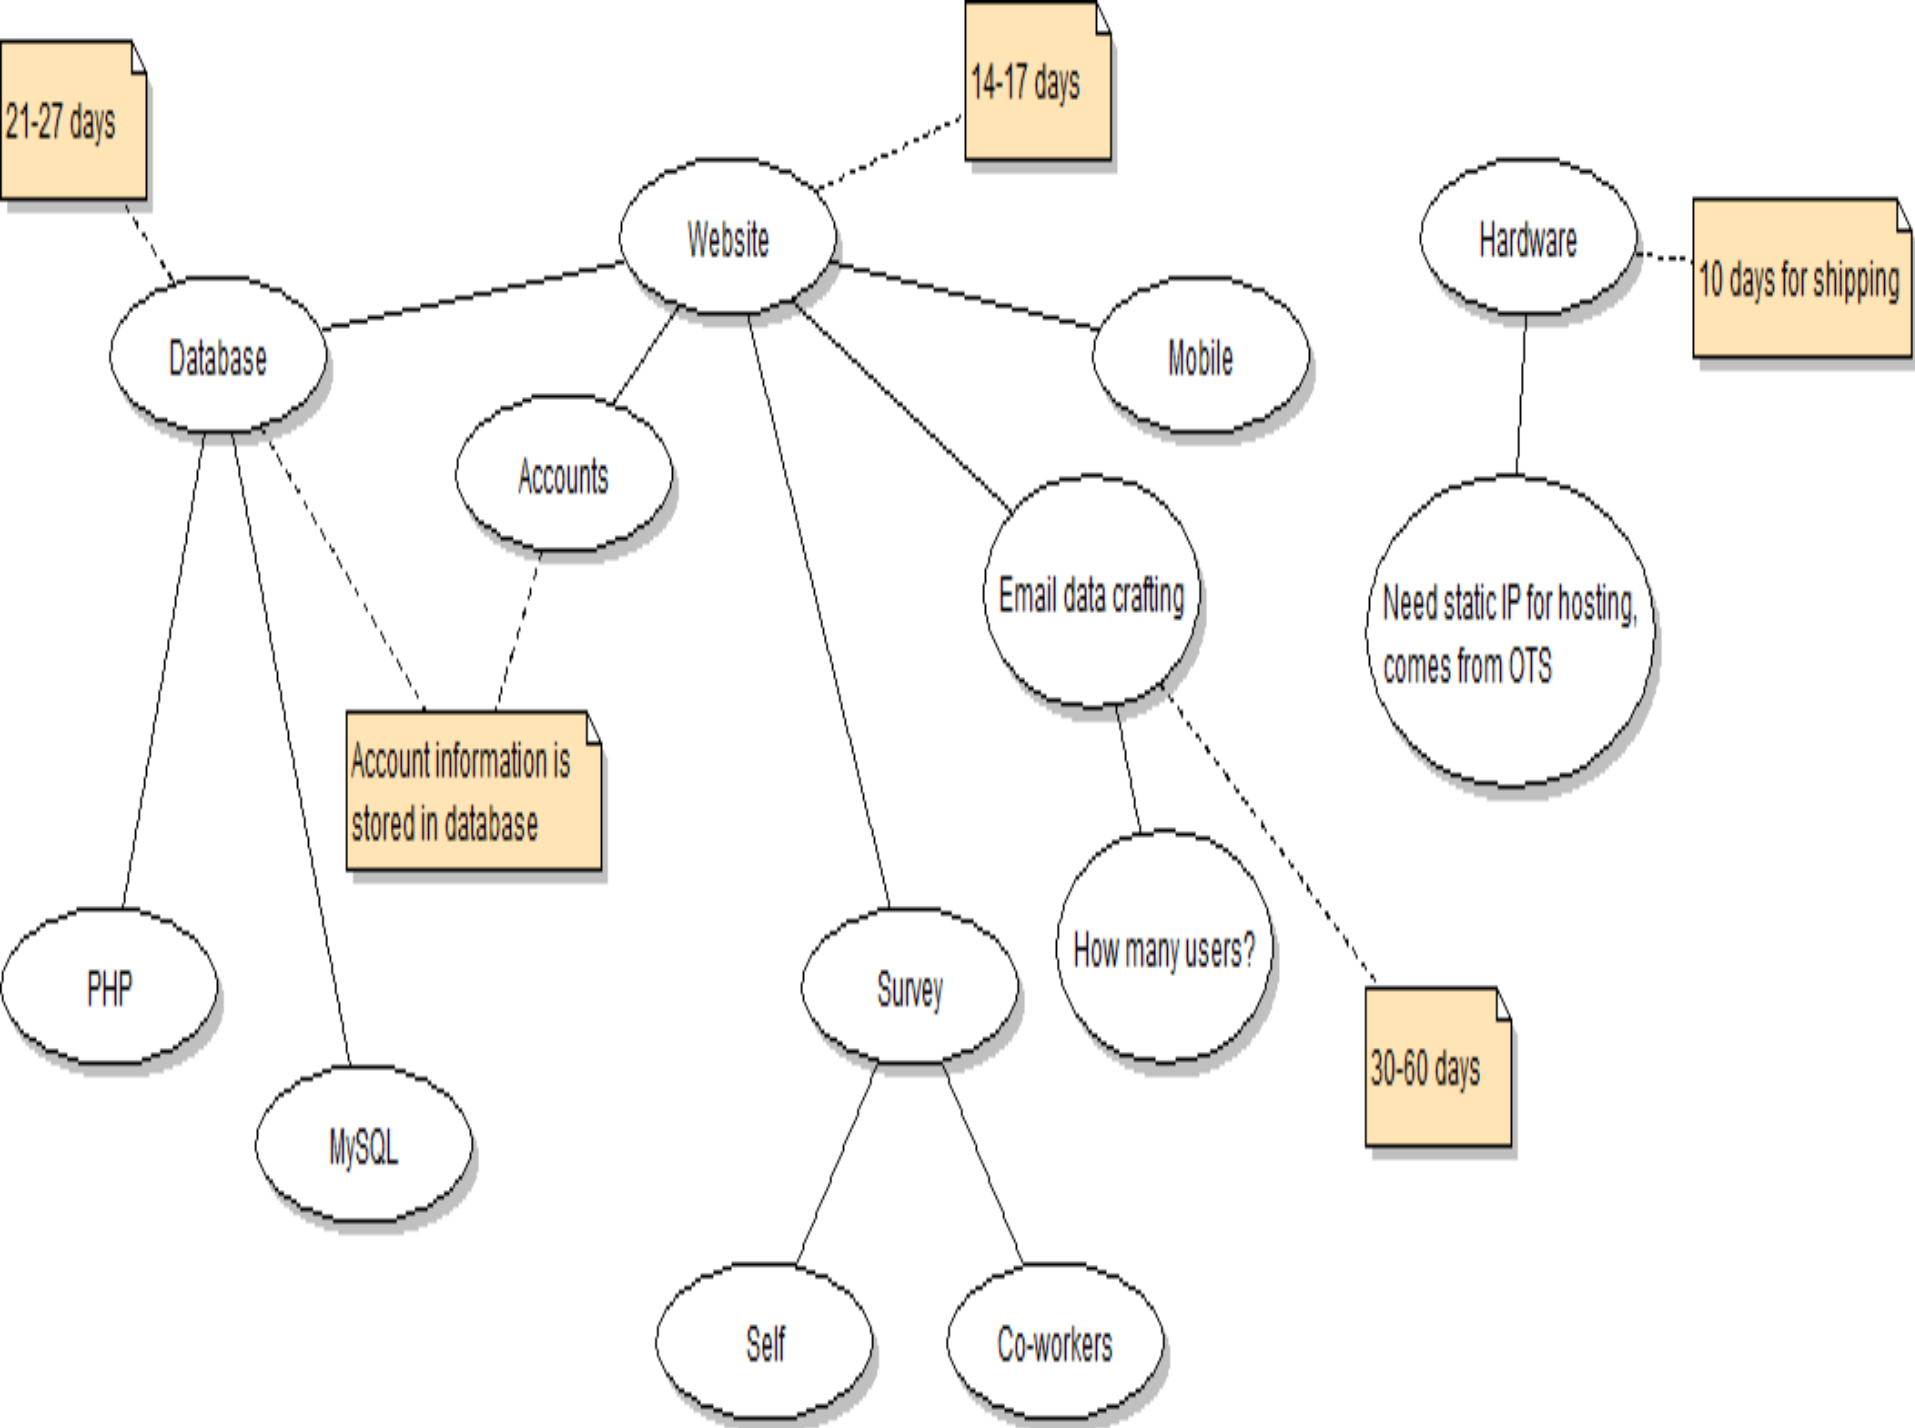 14-17 days
21-27 days
Website
Hardware
10 days for shipping
Database
Mobile
Accounts
Email data crafting
Need static IP for hosting,
comes from OTS
Account information is
stored in database
How many users?
PHP
Survey
30-60 days
MySQL
Self
Co-workers